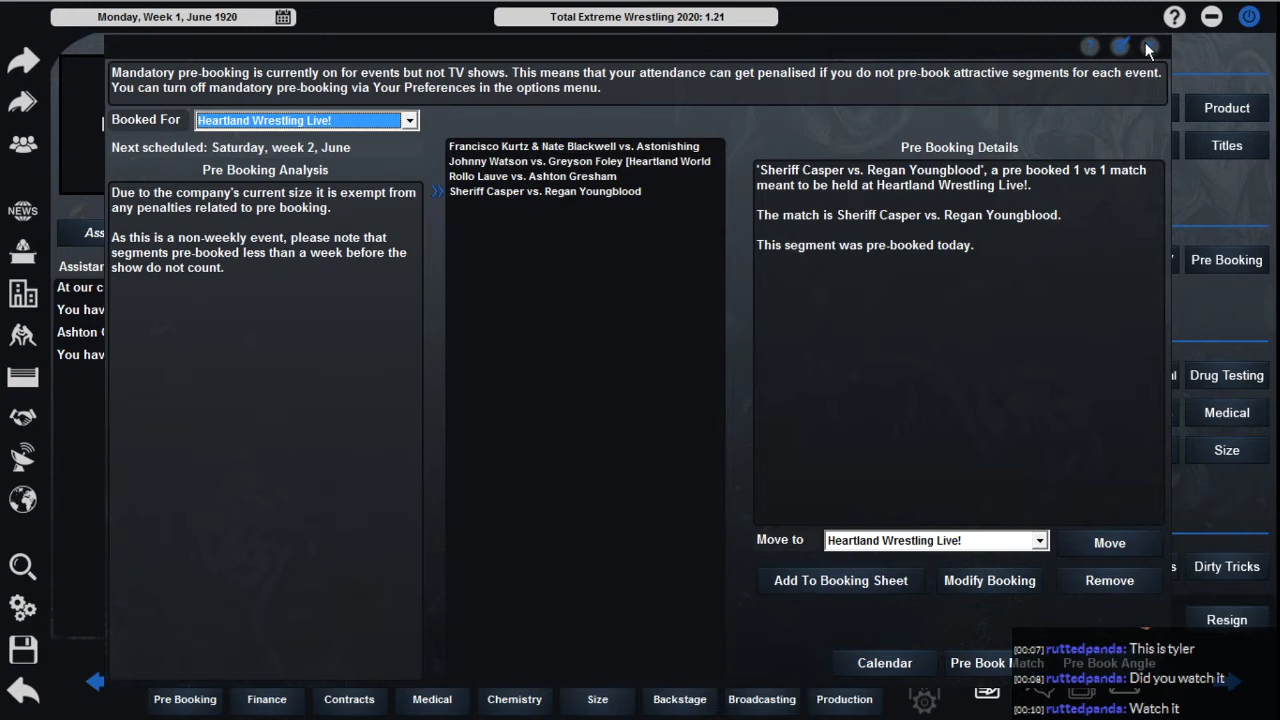 Monday, Week 1, June 1920
Total Extreme Wrestling 2020: 1.21
Mandatory pre-booking is currently on for events but not TV shows. This means that your attendance can get penalised if you do not pre-book attractive segments for each event.
You can turn off mandatory pre-booking via Your Preferences in the options menu.
Product
Booked For
Heartland Wrestling Live!
Titles
Next scheduled: Saturday, week 2, June
Pre Booking Analysis
Due to the company's current size it is exempt from
any penalties related to pre booking.
As this is a non-weekly event, please note that
segments pre-booked less than a week before the
show do not count.
Francisco Kurtz & Nate Blackwell vs. Astonishing
Johnny Watson vs. Greyson Foley [Heartland World
Rollo Lauve vs. Ashton Gresham
Sheriff Casper vs. Regan Youngblood
Pre Booking Details
'Sheriff Casper vs. Regan Youngblood', a pre booked 1 vs 1 match
meant to be held at Heartland Wrestling Live!.
The match is Sheriff Casper vs. Regan Youngblood.
This segment was pre-booked today.
NEWS
Ass
Assistan
At our c
You hav
Ashton G
You hav
Pre Booking
Drug Testing
Medical
Size
Move to
Heartland Wrestling Live!
Move
Add To Booking Sheet
Modify Booking
Remove
Dirty Tricks
Resign
Calendar
Pre Book Match
Pre Book Angle
[00:07] ruttedpanda: This is tyler
[00:08] ruttedpanda: Did you watch it
[00:10] ruttedpanda: Watch it
Pre Booking
Finance
Contracts
Medical
Chemistry
Size
Backstage
Broadcasting
Production